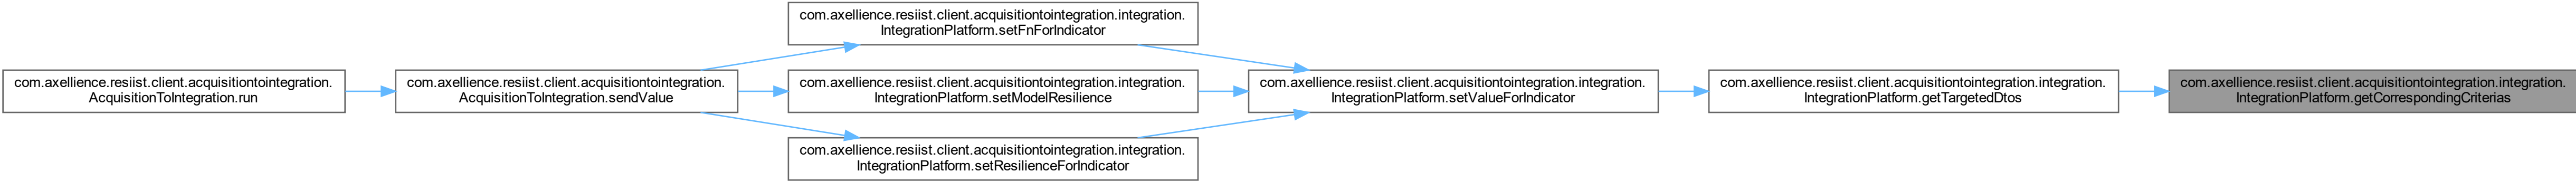 com.axellience.resiist.client.acquisitiontointegration.integration.
IntegrationPlatform.setFnForIndicator
com.axellience.resiist.client.acquisitiontointegration.
AcquisitionToIntegration.run
com.axellience.resiist.client.acquisitiontointegration.
AcquisitionToIntegration.sendValue
com.axellience.resiist.client.acquisitiontointegration.integration.
IntegrationPlatform.setModelResilience
com.axellience.resiist.client.acquisitiontointegration.integration.
IntegrationPlatform.setValueForIndicator
com.axellience.resiist.client.acquisitiontointegration.integration.
IntegrationPlatform.getTargetedDtos
com.axellience.resiist.client.acquisitiontointegration.integration.
IntegrationPlatform.getCorrespondingCriterias
com.axellience.resiist.client.acquisitiontointegration.integration.
IntegrationPlatform.setResilienceForIndicator